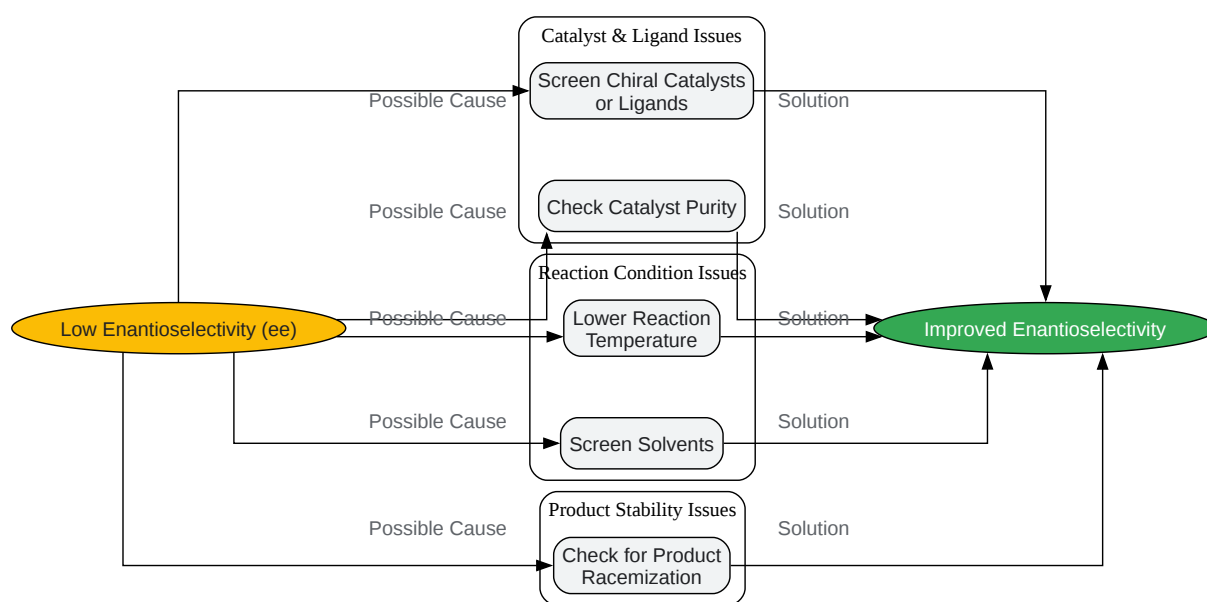 Catalyst & Ligand Issues
Screen Chiral Catalysts
or Ligands
Possible Cause
Solution
Check Catalyst Purity
Possible Cause
Solution
Reaction Condition Issues
Low Enantioselectivity (ee)
Possible Cause
Lower Reaction
Temperature
Solution
Improved Enantioselectivity
Possible Cause
Screen Solvents
Solution
Product Stability Issues
Possible Cause
Check for Product
Racemization
Solution